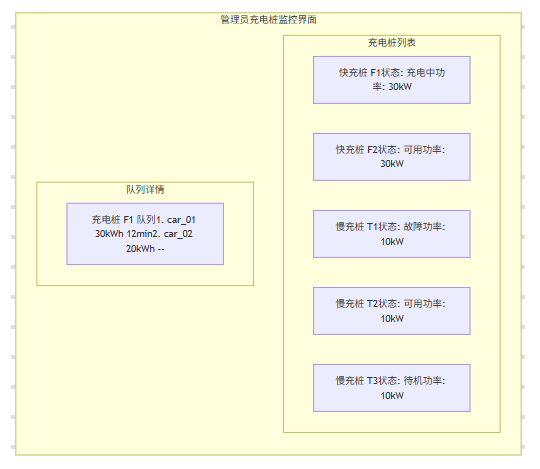 管理员充电桩监控界面
充电桩列表
快充桩 F1状态: 充电中功
率: 30kW
快充桩 F2状态: 可用功率:
30kW
慢充桩 T1状态: 故障功率:
10kW
慢充桩 T2状态: 可用功率:
10kW
慢充桩 T3状态: 待机功率:
10kW
队列详情
充电桩 F1 队列1. car_01
30kWh 12min2. car_02
20kWh --